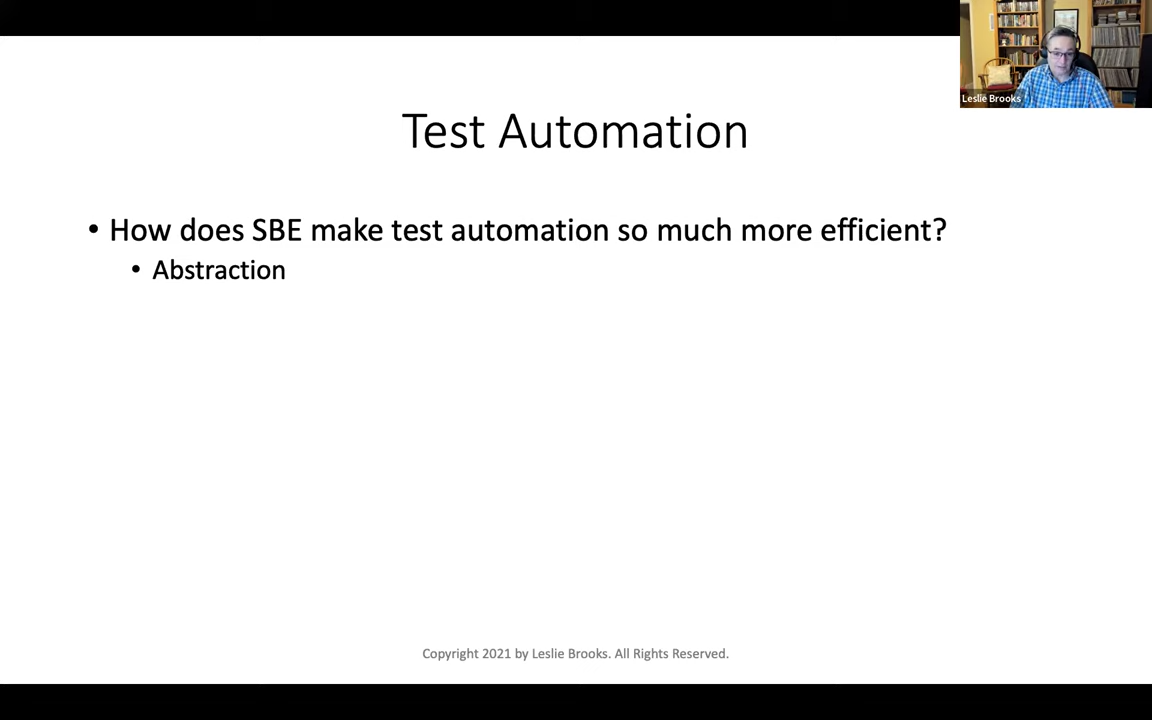 Leslie Brooks
Test Automation
• How does SBE make test automation so much more efficient?
• Abstraction
Copyright 2021 by Leslie Brooks. All Rights Reserved.